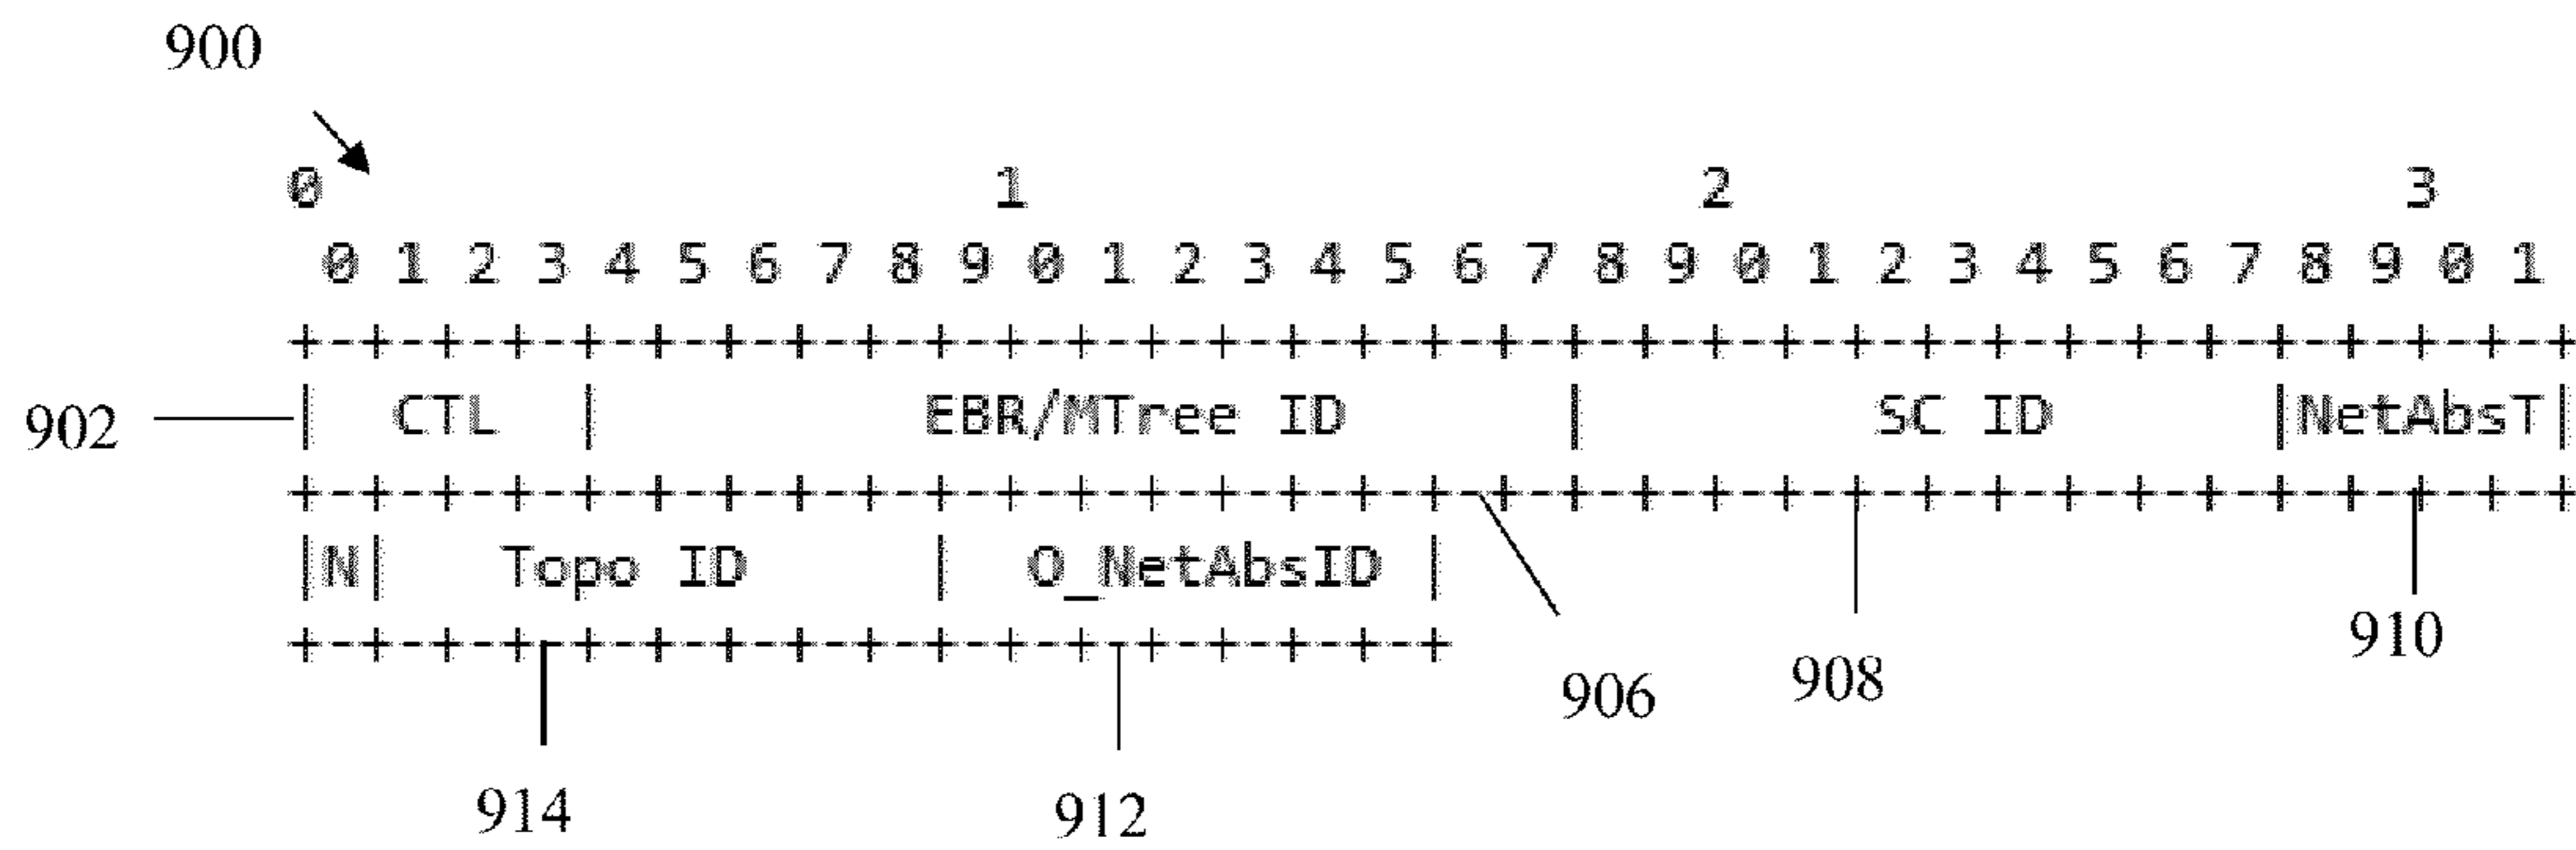 900
0 1 2 3
0 1 2 3 4 5 6 7 8 9 0 1 2 3 4 5 6 7 8 9 0 1 2 3 4 5 6 7 8 9 0 1
+-+-+-+-+-+-+-+-+-+-+-+-+-+-+-+-+-+-+-+-+-+-+-+-+-+-+-+-+-+-+-+-+
902 | CTL | EBR/MTree ID | SC ID |NetAbsT|
+-+-+-+-+-+-+-+-+-+-+-+-+-+-+-+-+-+-+-+-+-+-+-+-+-+-+-+-+-+-+-+-+
|N| Topo ID | O_NetAbsID |
+-+-+-+-+-+-+-+-+-+-+-+-+-+-+-+-+
906 908 910
914 912